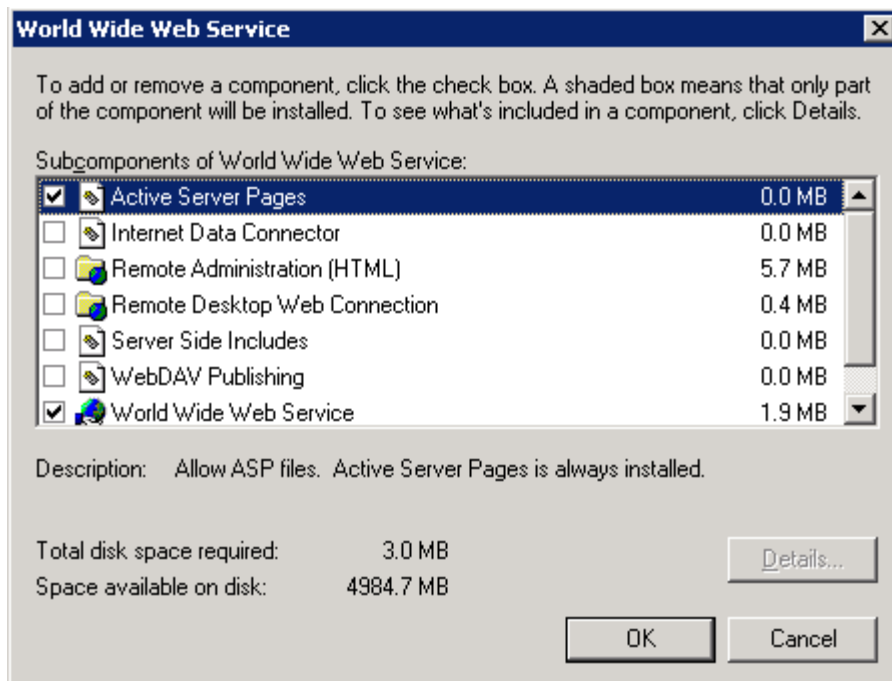 World Wide Web Service
To add or remove a component, click the check box. A shaded box means that only part
of the component will be installed. To see what's included in a component, click Details.
Subcomponents of World Wide Web Service:
Active Server Pages 0.0 MB
Internet Data Connector 0.0 MB
Remote Administration (HTML) 5.7 MB
Remote Desktop Web Connection 0.4 MB
Server Side Includes 0.0 MB
WebDAV Publishing 0.0 MB
World Wide Web Service 1.9 MB
Description: Allow ASP files. Active Server Pages is always installed.
Total disk space required: 3.0 MB
Space available on disk: 4984.7 MB
Details...
OK Cancel